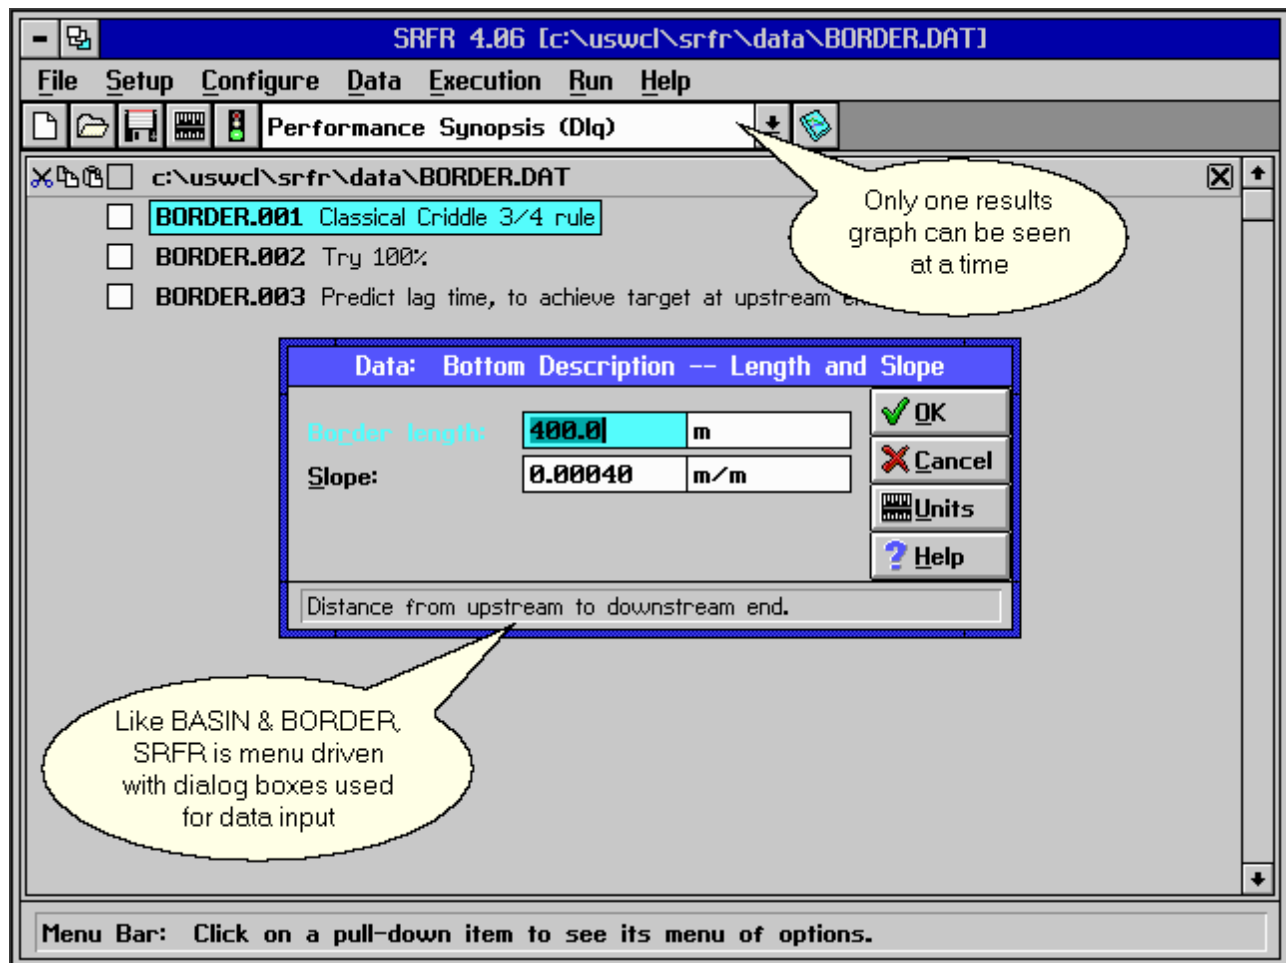 SRFR 4.06 [c:\uswcl\srfr\data\BORDER.DAT]
File Setup Configure Data Execution Run Help
Performance Synopsis (Dlq)
c:\uswcl\srfr\data\BORDER.DAT
BORDER.001 Classical Criddle 3/4 rule
BORDER.002 Try 100%
BORDER.003 Predict lag time, to achieve target at upstream
Only one results
graph can be seen
at a time
Data: Bottom Description -- Length and Slope
Border length: 400.0 m
Slope: 0.00040 m/m
OK
Cancel
Units
Help
Distance from upstream to downstream end.
Like BASIN & BORDER,
SRFR is menu driven
with dialog boxes used
for data input
Menu Bar: Click on a pull-down item to see its menu of options.